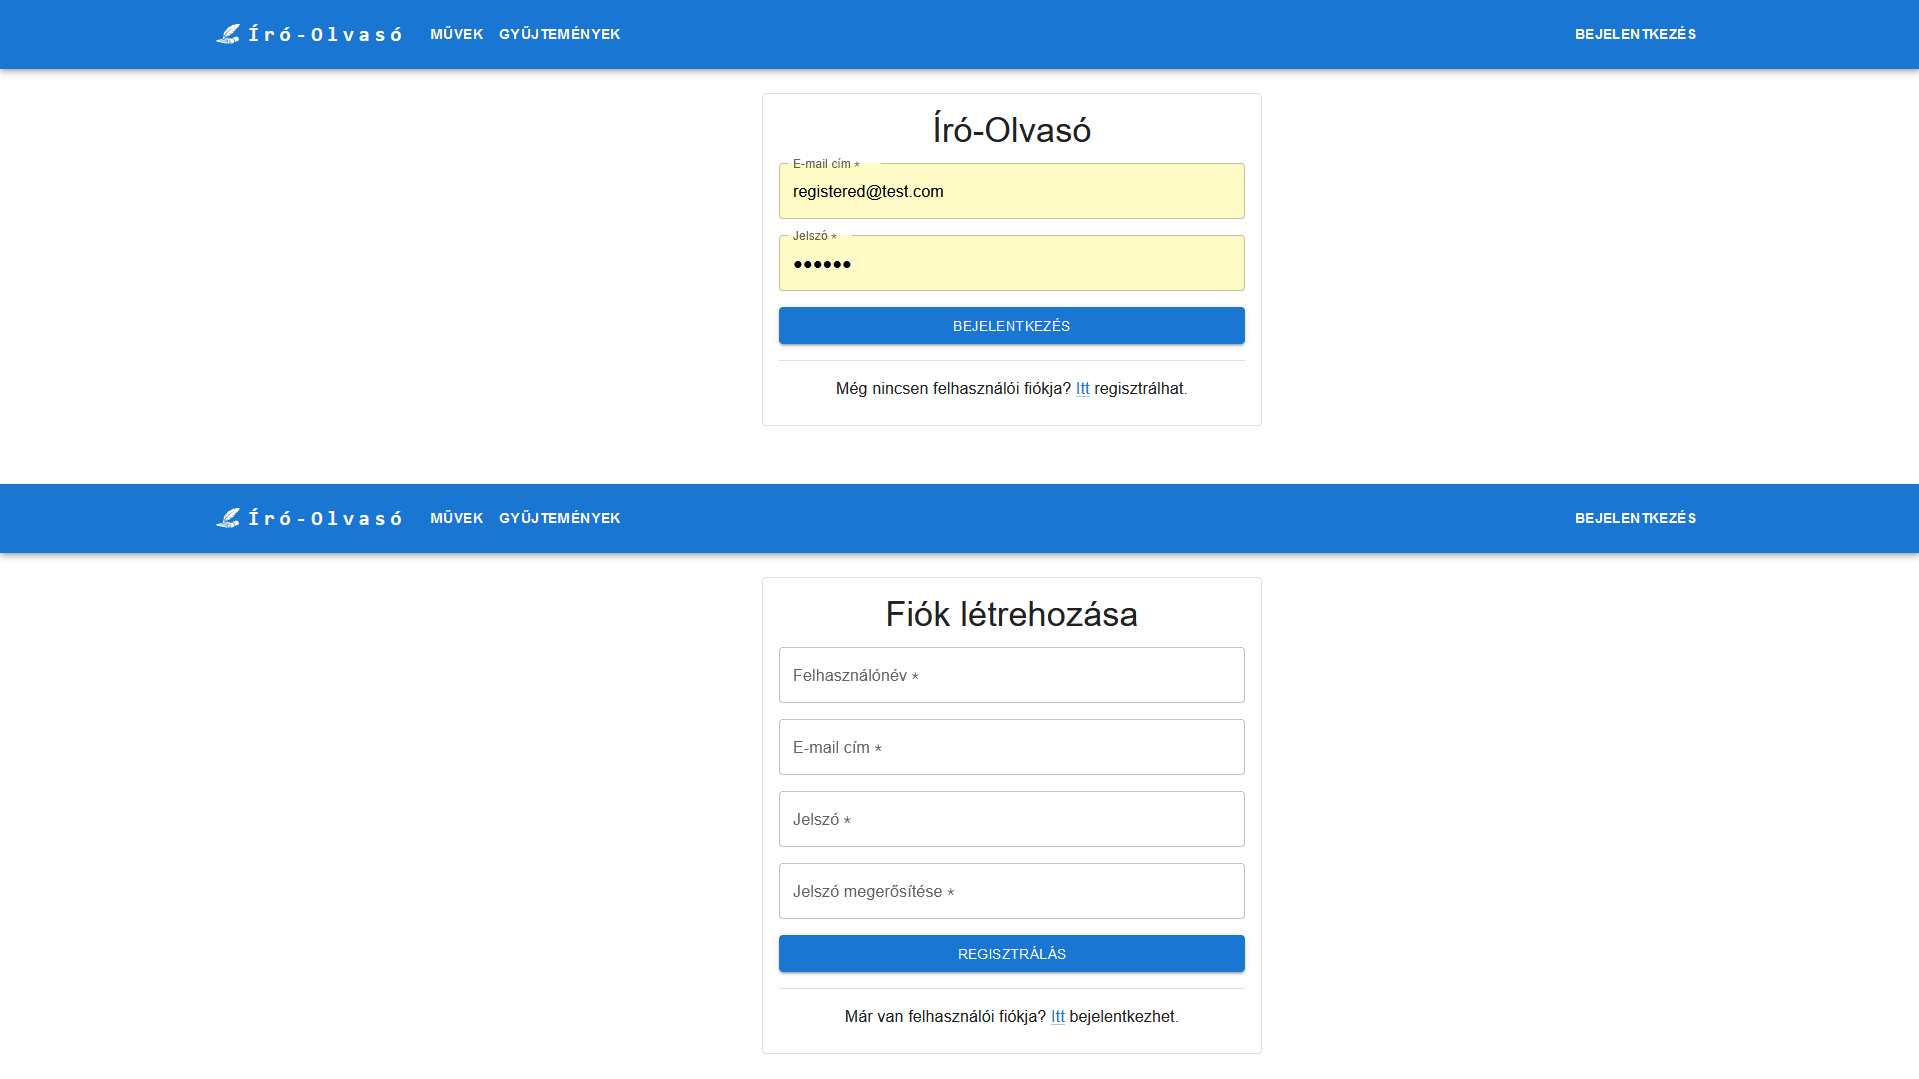 Író-Olvasó MŰVEK GYŰJTEMÉNYEK BEJELENTKEZÉS
Író-Olvasó
E-mail cím *
registered@test.com
Jelszó *
••••••
BEJELENTKEZÉS
Még nincsen felhasználói fiókja? Itt regisztrálhat.
Író-Olvasó MŰVEK GYŰJTEMÉNYEK BEJELENTKEZÉS
Fiók létrehozása
Felhasználónév *
E-mail cím *
Jelszó *
Jelszó megerősítése *
REGISZTRÁLÁS
Már van felhasználói fiókja? Itt bejelentkezhet.